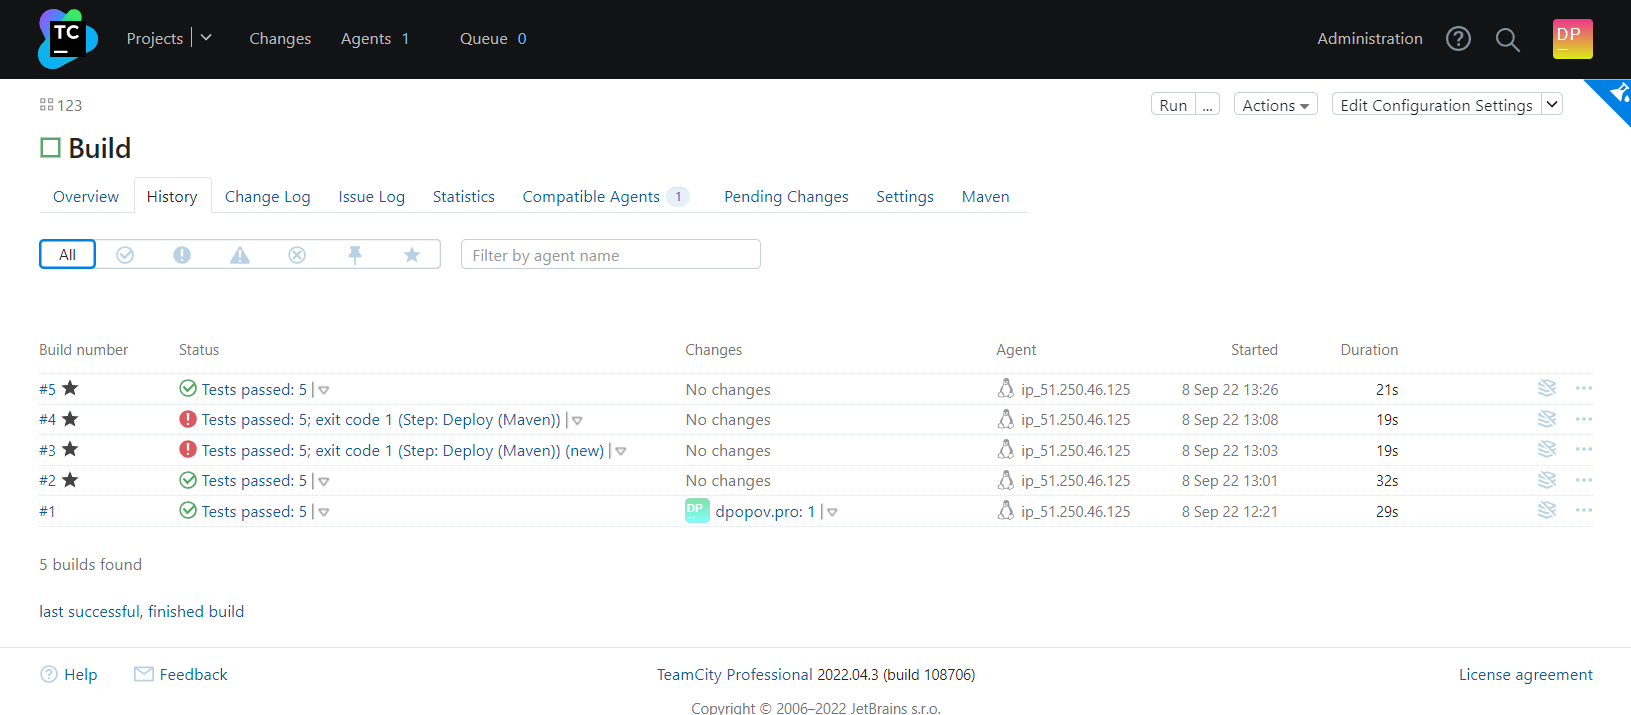 TC Projects Changes Agents 1 Queue 0 Administration DP
123 Run ... Actions Edit Configuration Settings
Build
Overview History Change Log Issue Log Statistics Compatible Agents 1 Pending Changes Settings Maven
All Filter by agent name
Build number Status Changes Agent Started Duration
#5 Tests passed: 5 No changes ip_51.250.46.125 8 Sep 22 13:26 21s
#4 Tests passed: 5; exit code 1 (Step: Deploy (Maven)) No changes ip_51.250.46.125 8 Sep 22 13:08 19s
#3 Tests passed: 5; exit code 1 (Step: Deploy (Maven)) (new) No changes ip_51.250.46.125 8 Sep 22 13:03 19s
#2 Tests passed: 5 No changes ip_51.250.46.125 8 Sep 22 13:01 32s
#1 Tests passed: 5 DP dpopov.pro: 1 ip_51.250.46.125 8 Sep 22 12:21 29s
5 builds found
last successful, finished build
Help Feedback TeamCity Professional 2022.04.3 (build 108706) License agreement
Copyright © 2006–2022 JetBrains s.r.o.